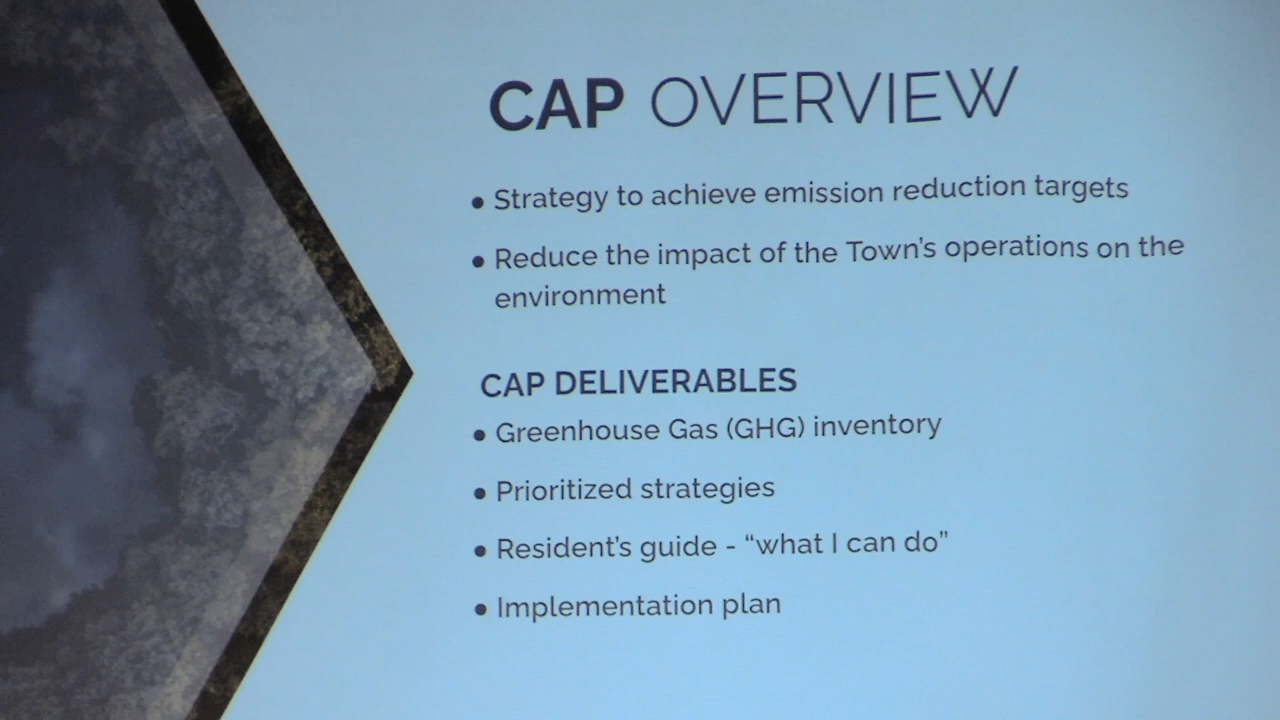 CAP OVERVIEW
• Strategy to achieve emission reduction targets
• Reduce the impact of the Town's operations on the
environment
CAP DELIVERABLES
• Greenhouse Gas (GHG) inventory
• Prioritized strategies
• Resident's guide - “what I can do”
• Implementation plan